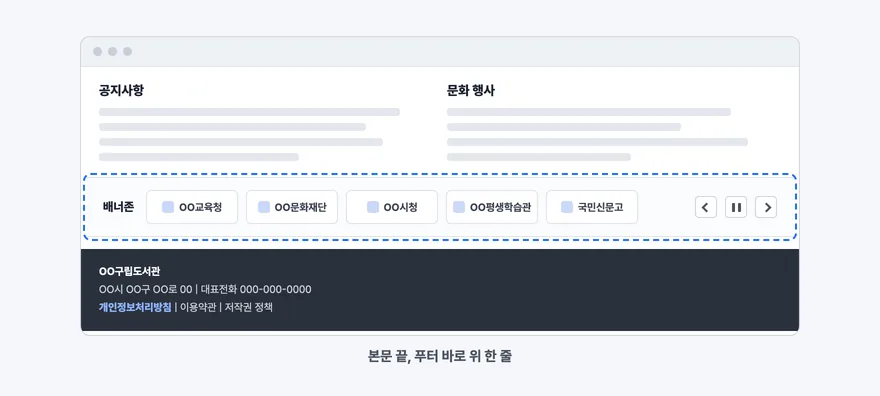 공지사항
문화 행사
배너존
OO교육청
OO문화재단
OO시청
OO평생학습관
국민신문고
OO구립도서관
OO시 OO구 OO로 00 | 대표전화 000-000-0000
개인정보처리방침 | 이용약관 | 저작권 정책
본문 끝, 푸터 바로 위 한 줄